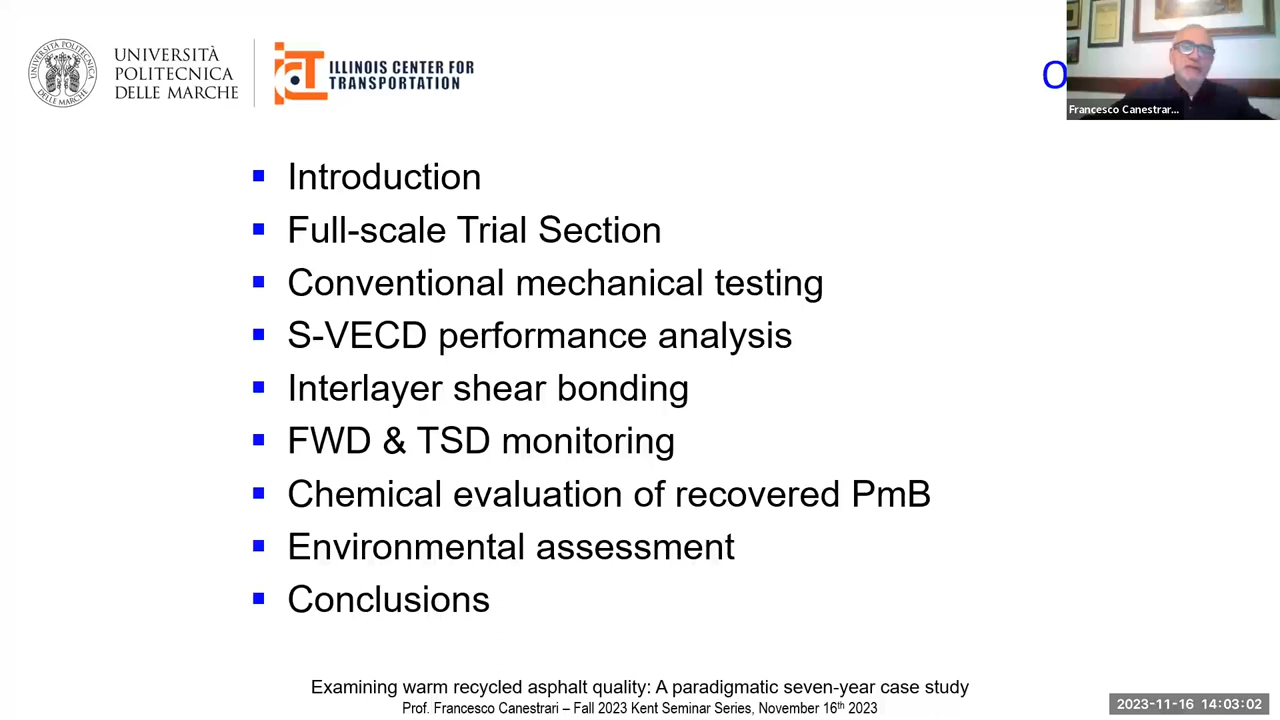 UNIVERSITÀ
POLITECNICA
DELLE MARCHE
ILLINOIS CENTER FOR
TRANSPORTATION
Francesco Canestrar...
Introduction
Full-scale Trial Section
Conventional mechanical testing
S-VECD performance analysis
Interlayer shear bonding
FWD & TSD monitoring
Chemical evaluation of recovered PmB
Environmental assessment
Conclusions
Examining warm recycled asphalt quality: A paradigmatic seven-year case study
Prof. Francesco Canestrari – Fall 2023 Kent Seminar Series, November 16th 2023
2023-11-16 14:03:02